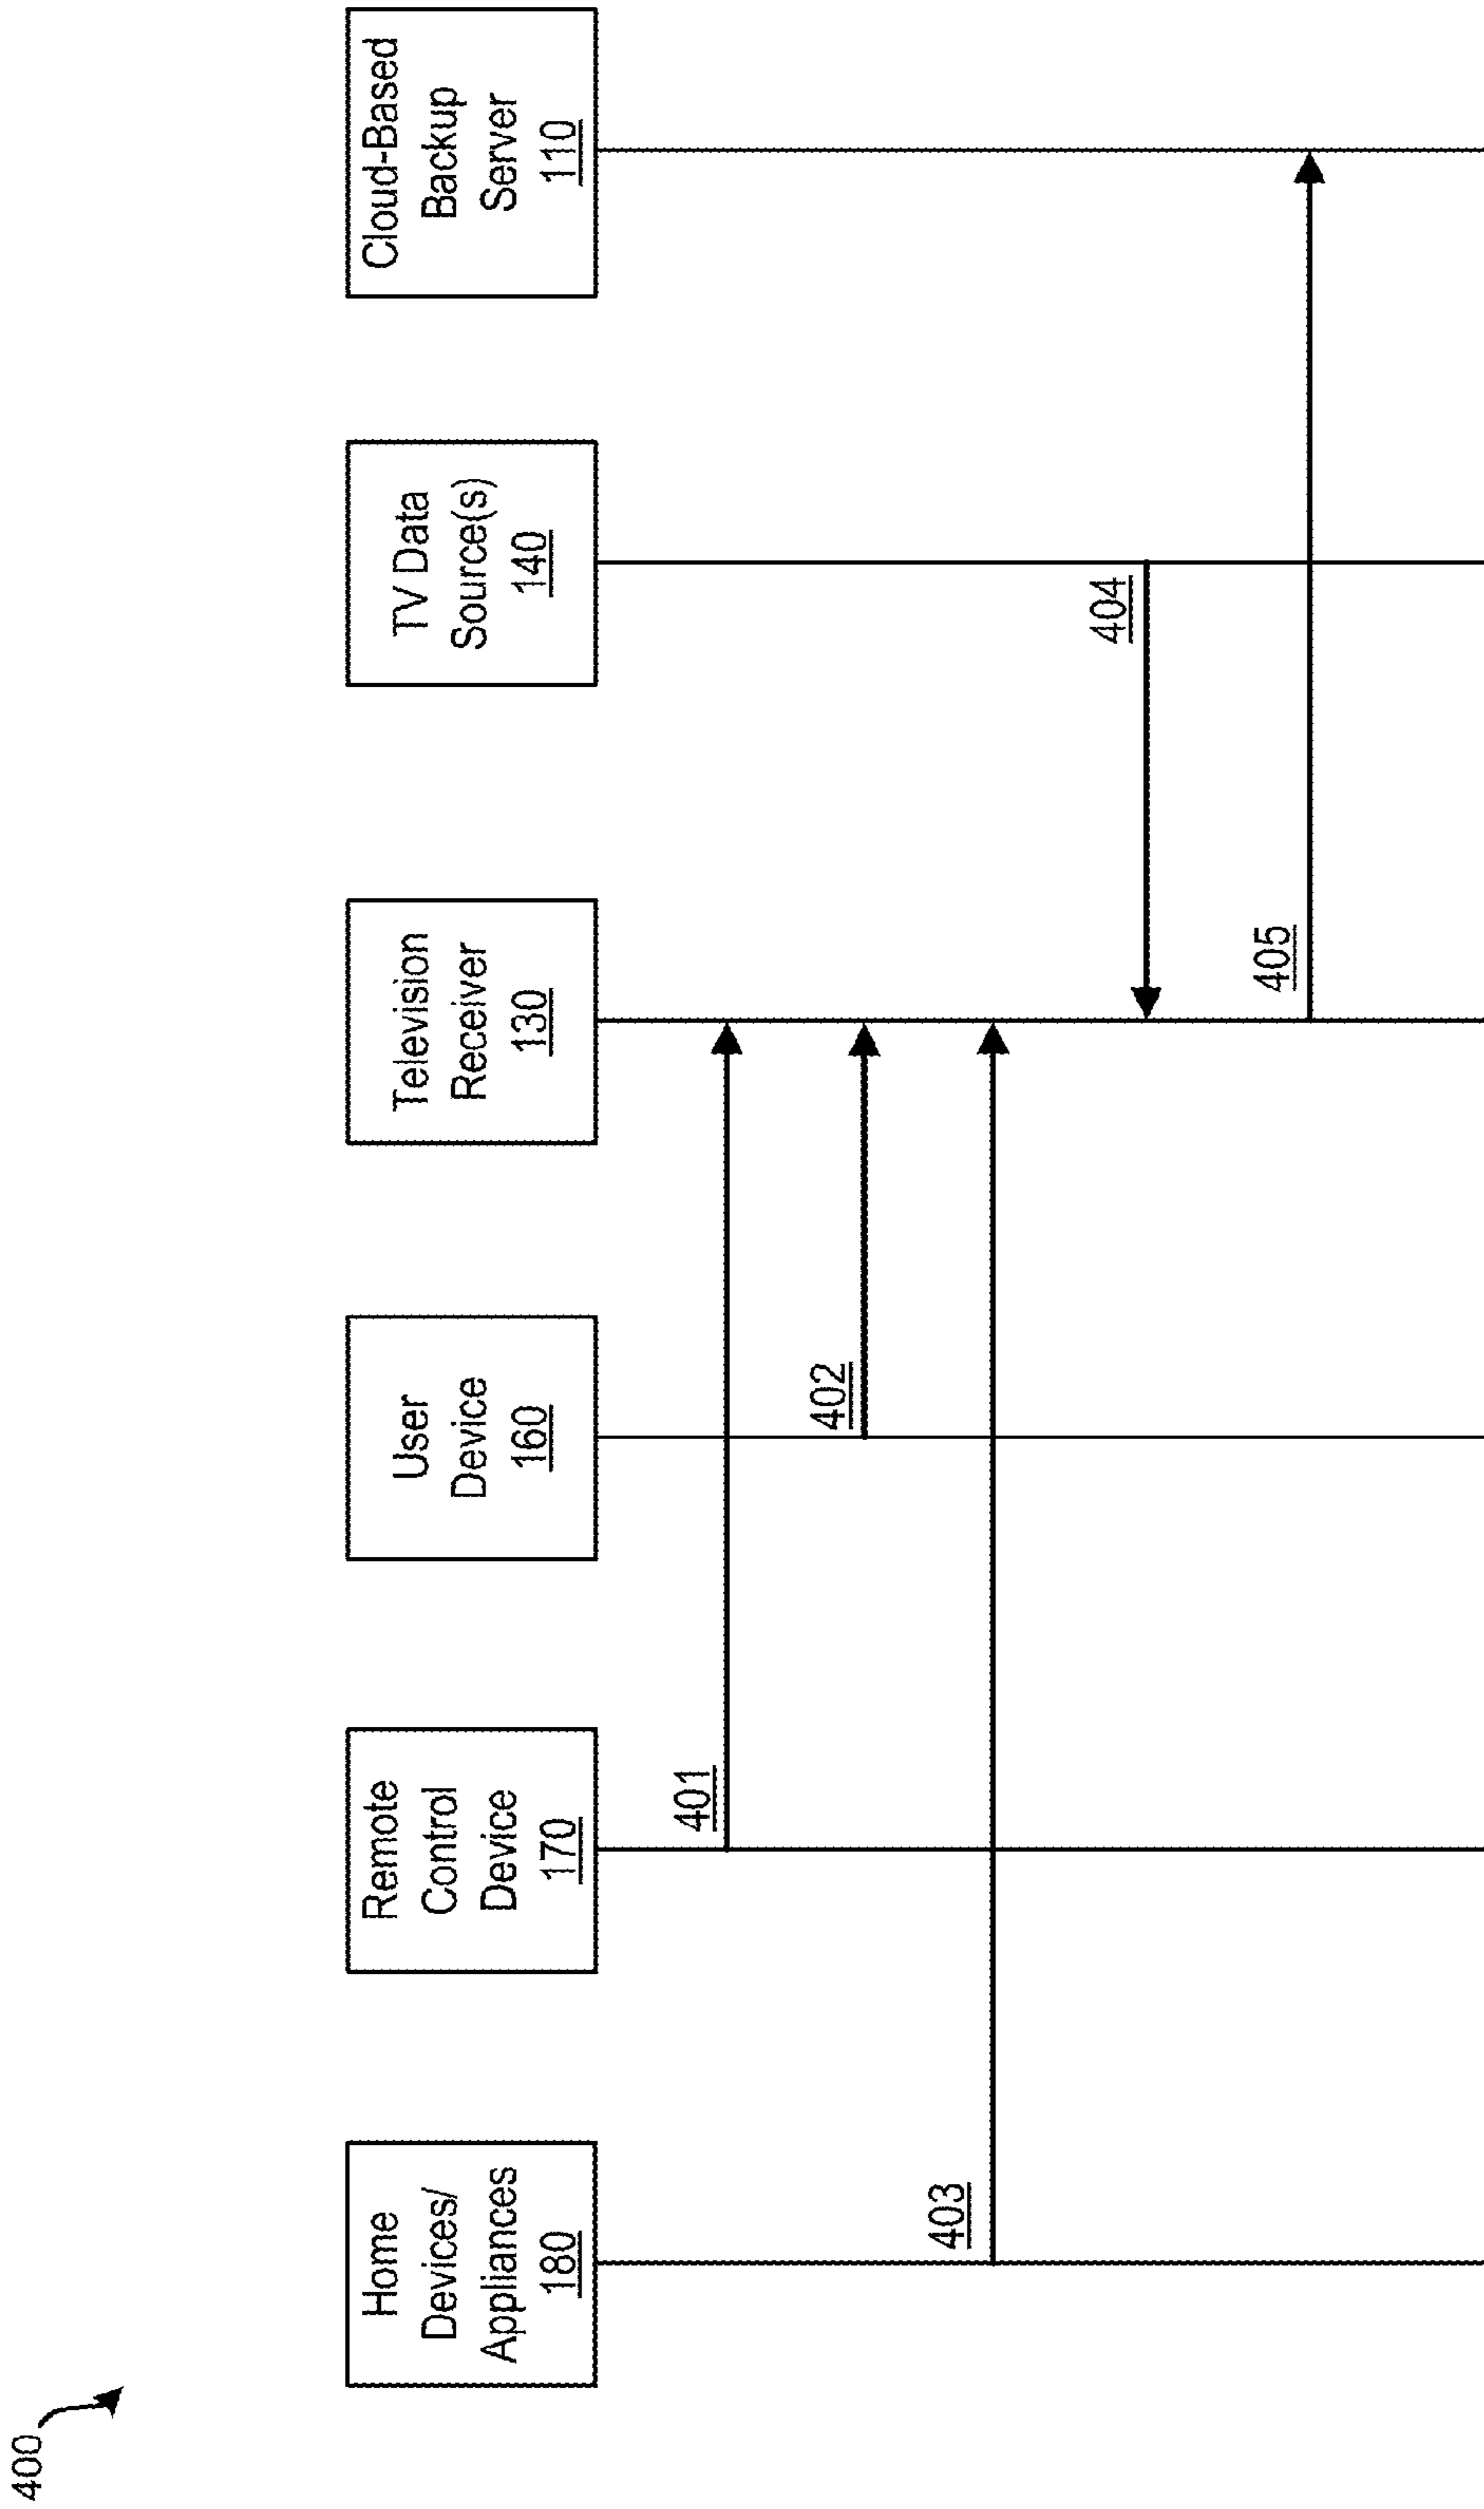 400
Home
Devices/
Appliances
180
Remote
Control
Device
170
User
Device
160
Television
Receiver
130
TV Data
Source(s)
140
Cloud-Based
Backup
Server
110
401
402
403
404
405